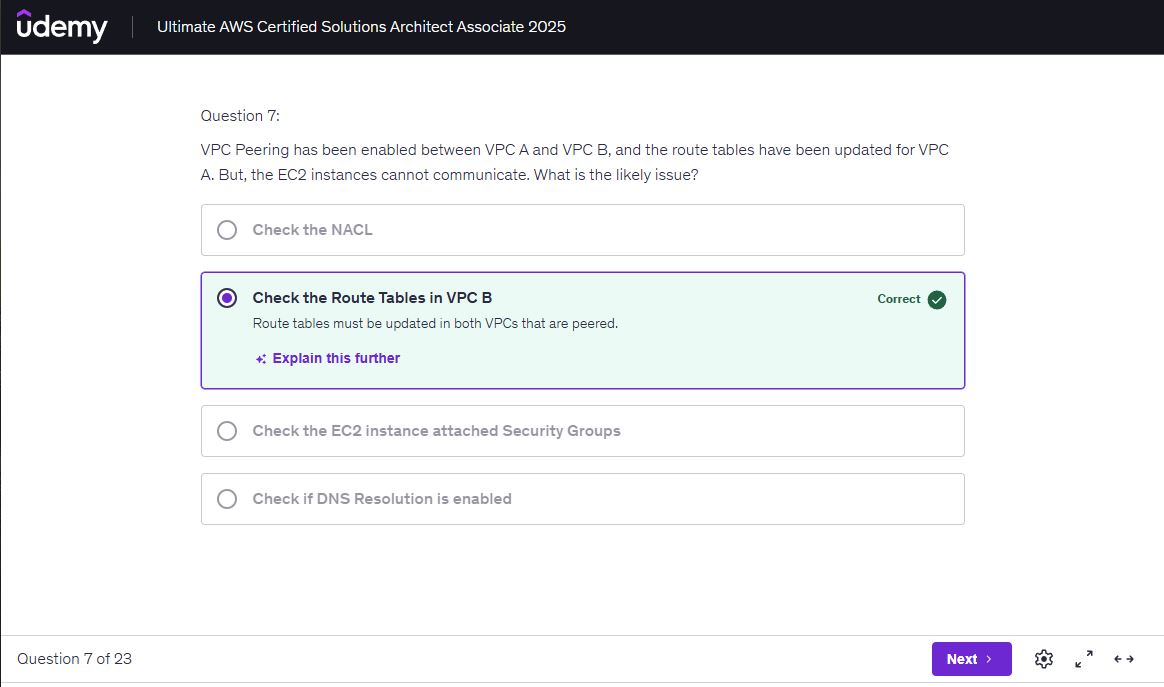 ûdemy
Ultimate AWS Certified Solutions Architect Associate 2025
Question 7:
VPC Peering has been enabled between VPC A and VPC B, and the route tables have been updated for VPC
A. But, the EC2 instances cannot communicate. What is the likely issue?
Check the NACL
Check the Route Tables in VPC B
Correct
Route tables must be updated in both VPCs that are peered.
Explain this further
Check the EC2 instance attached Security Groups
Check if DNS Resolution is enabled
Question 7 of 23
Next